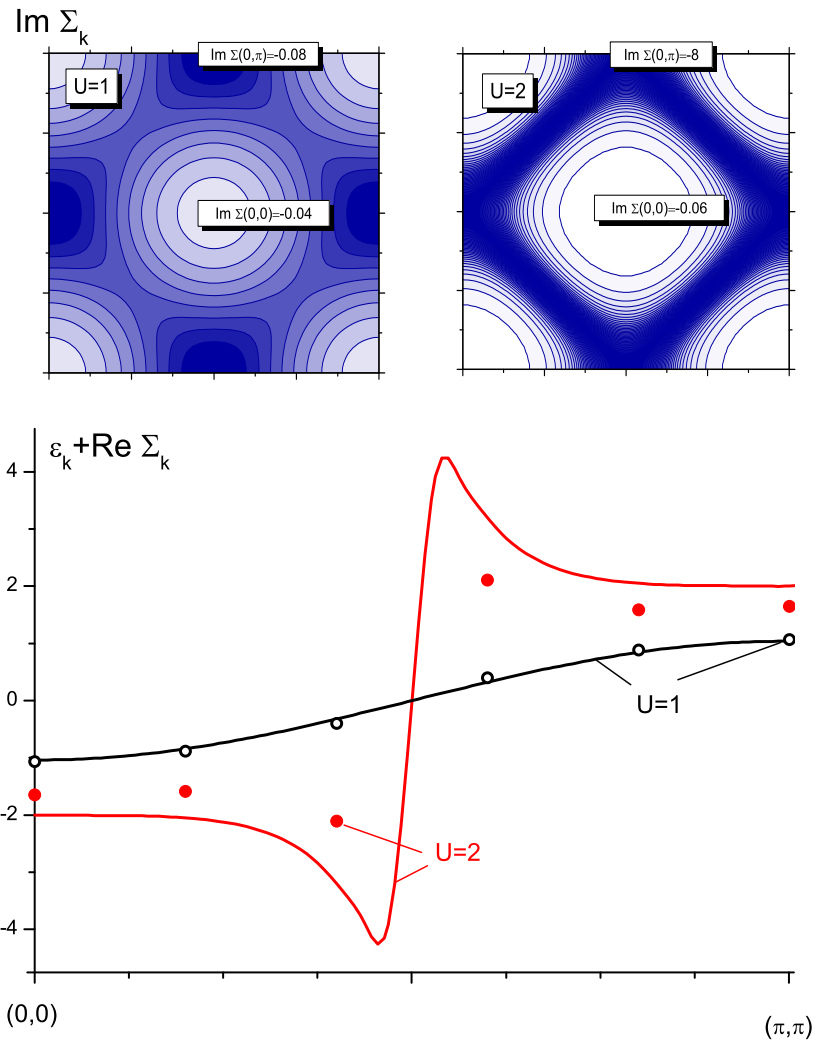 Im Σk
Im Σ(0,π)=-0.08
U=1
Im Σ(0,0)=-0.04
Im Σ(0,π)=-8
U=2
Im Σ(0,0)=-0.06
εk+Re Σk
4
2
0
-2
-4
U=1
U=2
(0,0)
(π,π)